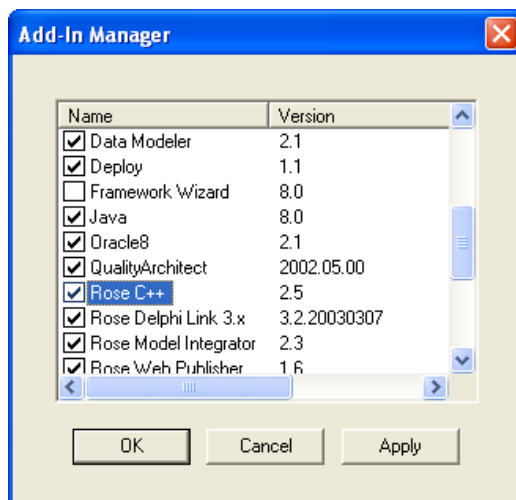 Add-In Manager
Name Version
Data Modeler 2.1
Deploy 1.1
Framework Wizard 8.0
Java 8.0
Oracle8 2.1
QualityArchitect 2002.05.00
Rose C++ 2.5
Rose Delphi Link 3.x 3.2.20030307
Rose Model Integrator 2.3
Rose Web Publisher 1.6
OK Cancel Apply